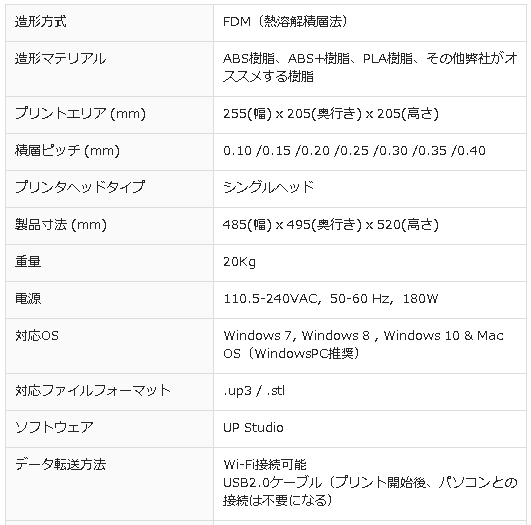 造形方式
FDM（熱溶解積層法）
造形マテリアル
ABS樹脂、ABS+樹脂、PLA樹脂、その他弊社がオ
ススメする樹脂
プリントエリア (mm)
255(幅) x 205(奥行き) x 205(高さ)
積層ピッチ (mm)
0.10 /0.15 /0.20 /0.25 /0.30 /0.35 /0.40
プリンタヘッドタイプ
シングルヘッド
製品寸法 (mm)
485(幅) x 495(奥行き) x 520(高さ)
重量
20Kg
電源
110.5-240VAC, 50-60 Hz, 180W
対応OS
Windows 7, Windows 8 , Windows 10 & Mac
OS（WindowsPC推奨）
対応ファイルフォーマット
.up3 / .stl
ソフトウェア
UP Studio
データ転送方法
Wi-Fi接続可能
USB2.0ケーブル（プリント開始後、パソコンとの
接続は不要になる）